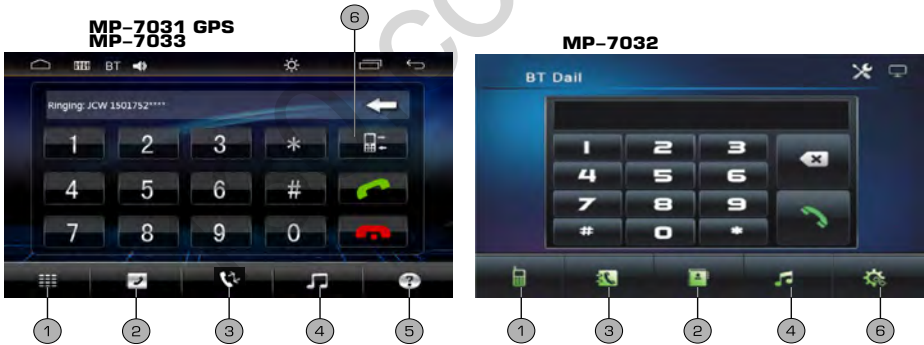 6
MP-7031 GPS
MP-7033
MP-7032
BT
BT Dail
Ringing: JCW 1501752****
1 2 3 *
4 5 6 #
7 8 9 0
1 2 3
4 5 6
7 8 9
# 0 *
?
1 2 3 4 5
1 3 2 4 6